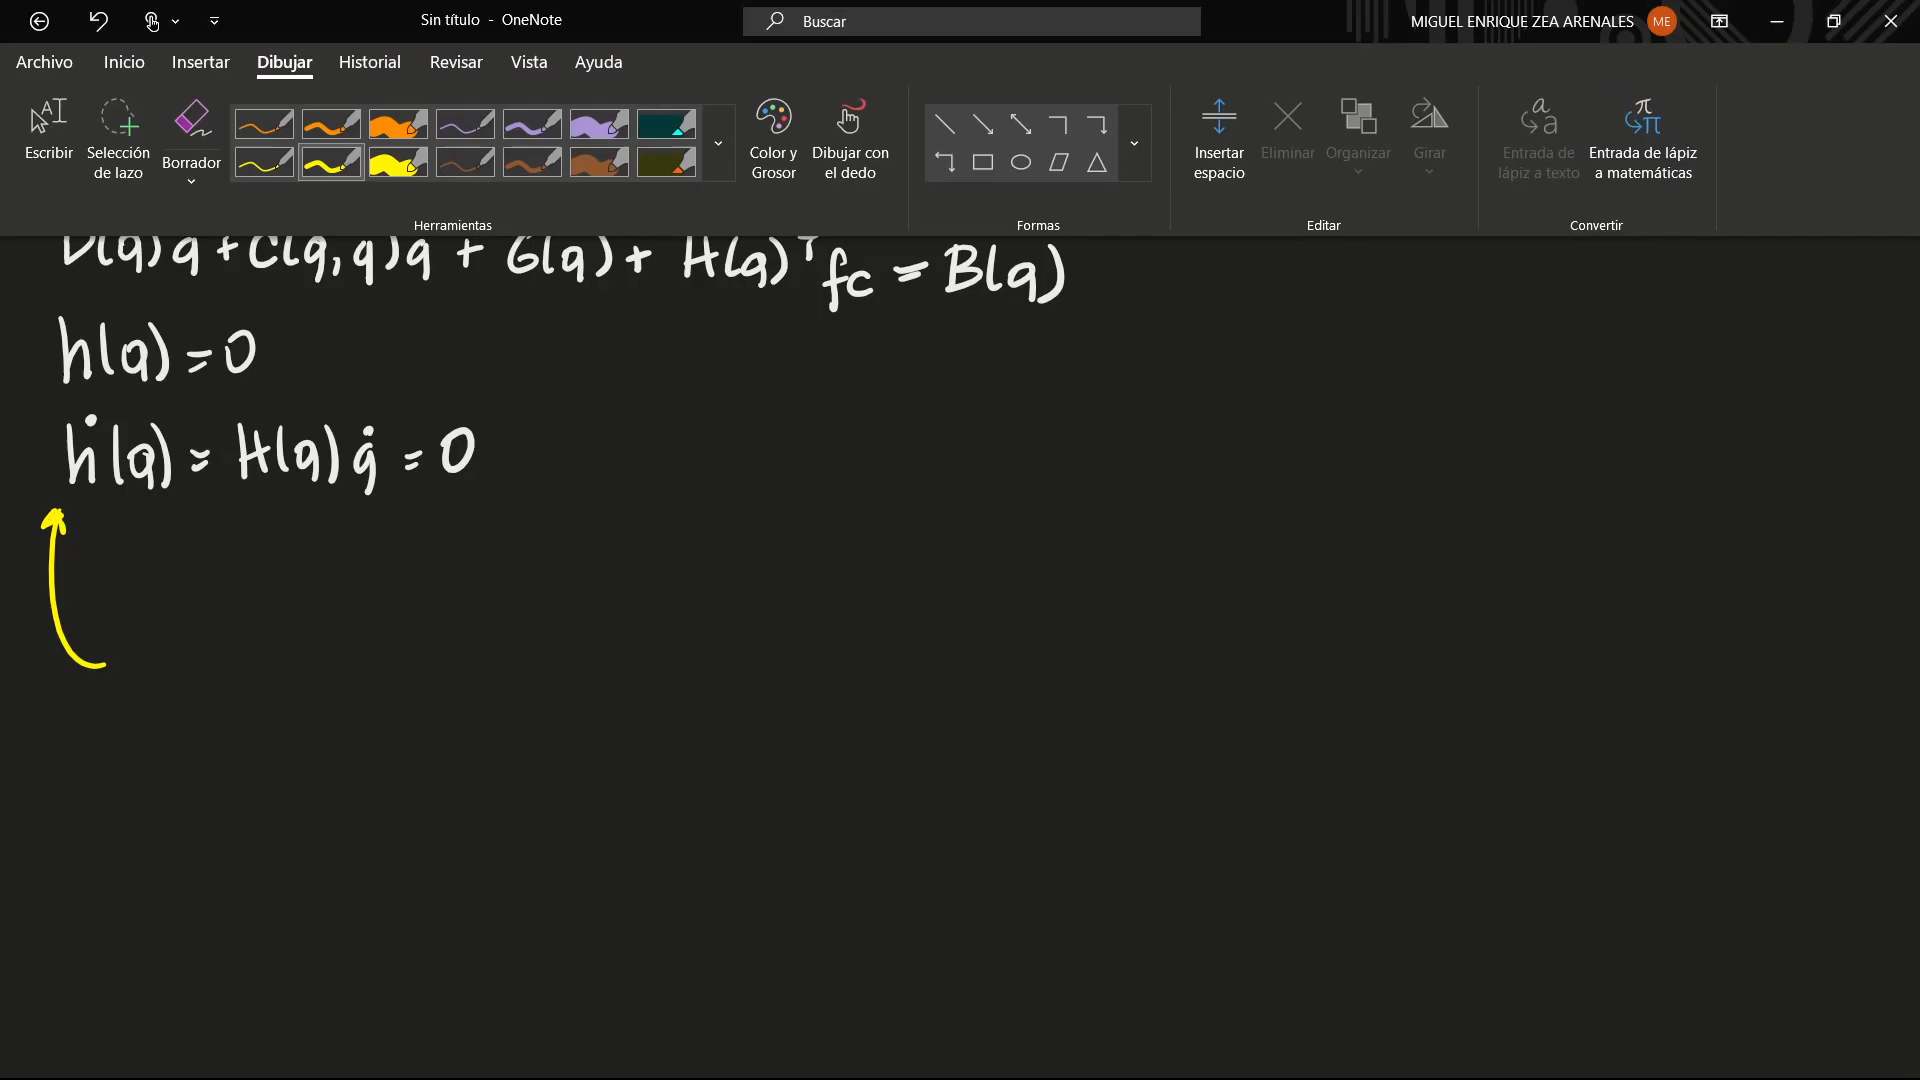 Sin título - OneNote
Buscar
MIGUEL ENRIQUE ZEA ARENALES
ME
Archivo Inicio Insertar Dibujar Historial Revisar Vista Ayuda
Escribir
Selección de lazo
Borrador
Color y Grosor
Dibujar con el dedo
Insertar espacio
Eliminar
Organizar
Girar
Entrada de lápiz a texto
Entrada de lápiz a matemáticas
Herramientas
Formas
Editar
Convertir
D(q)q+C(q,q)q + G(q) + H(q)ᵀfc = B(q)
h(q) = 0
ḣ(q) = H(q) q̇ = 0